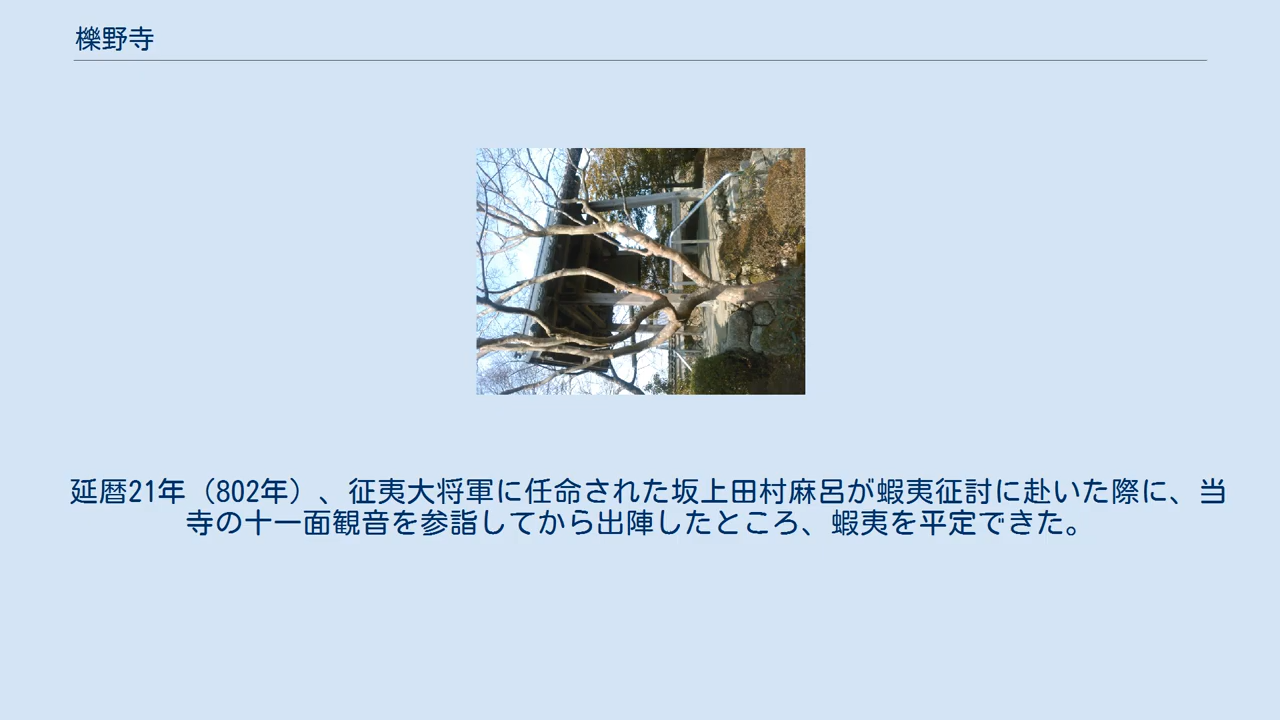 櫟野寺
延暦21年（802年）、征夷大将軍に任命された坂上田村麻呂が蝦夷征討に赴いた際に、当
寺の十一面観音を参詣してから出陣したところ、蝦夷を平定できた。